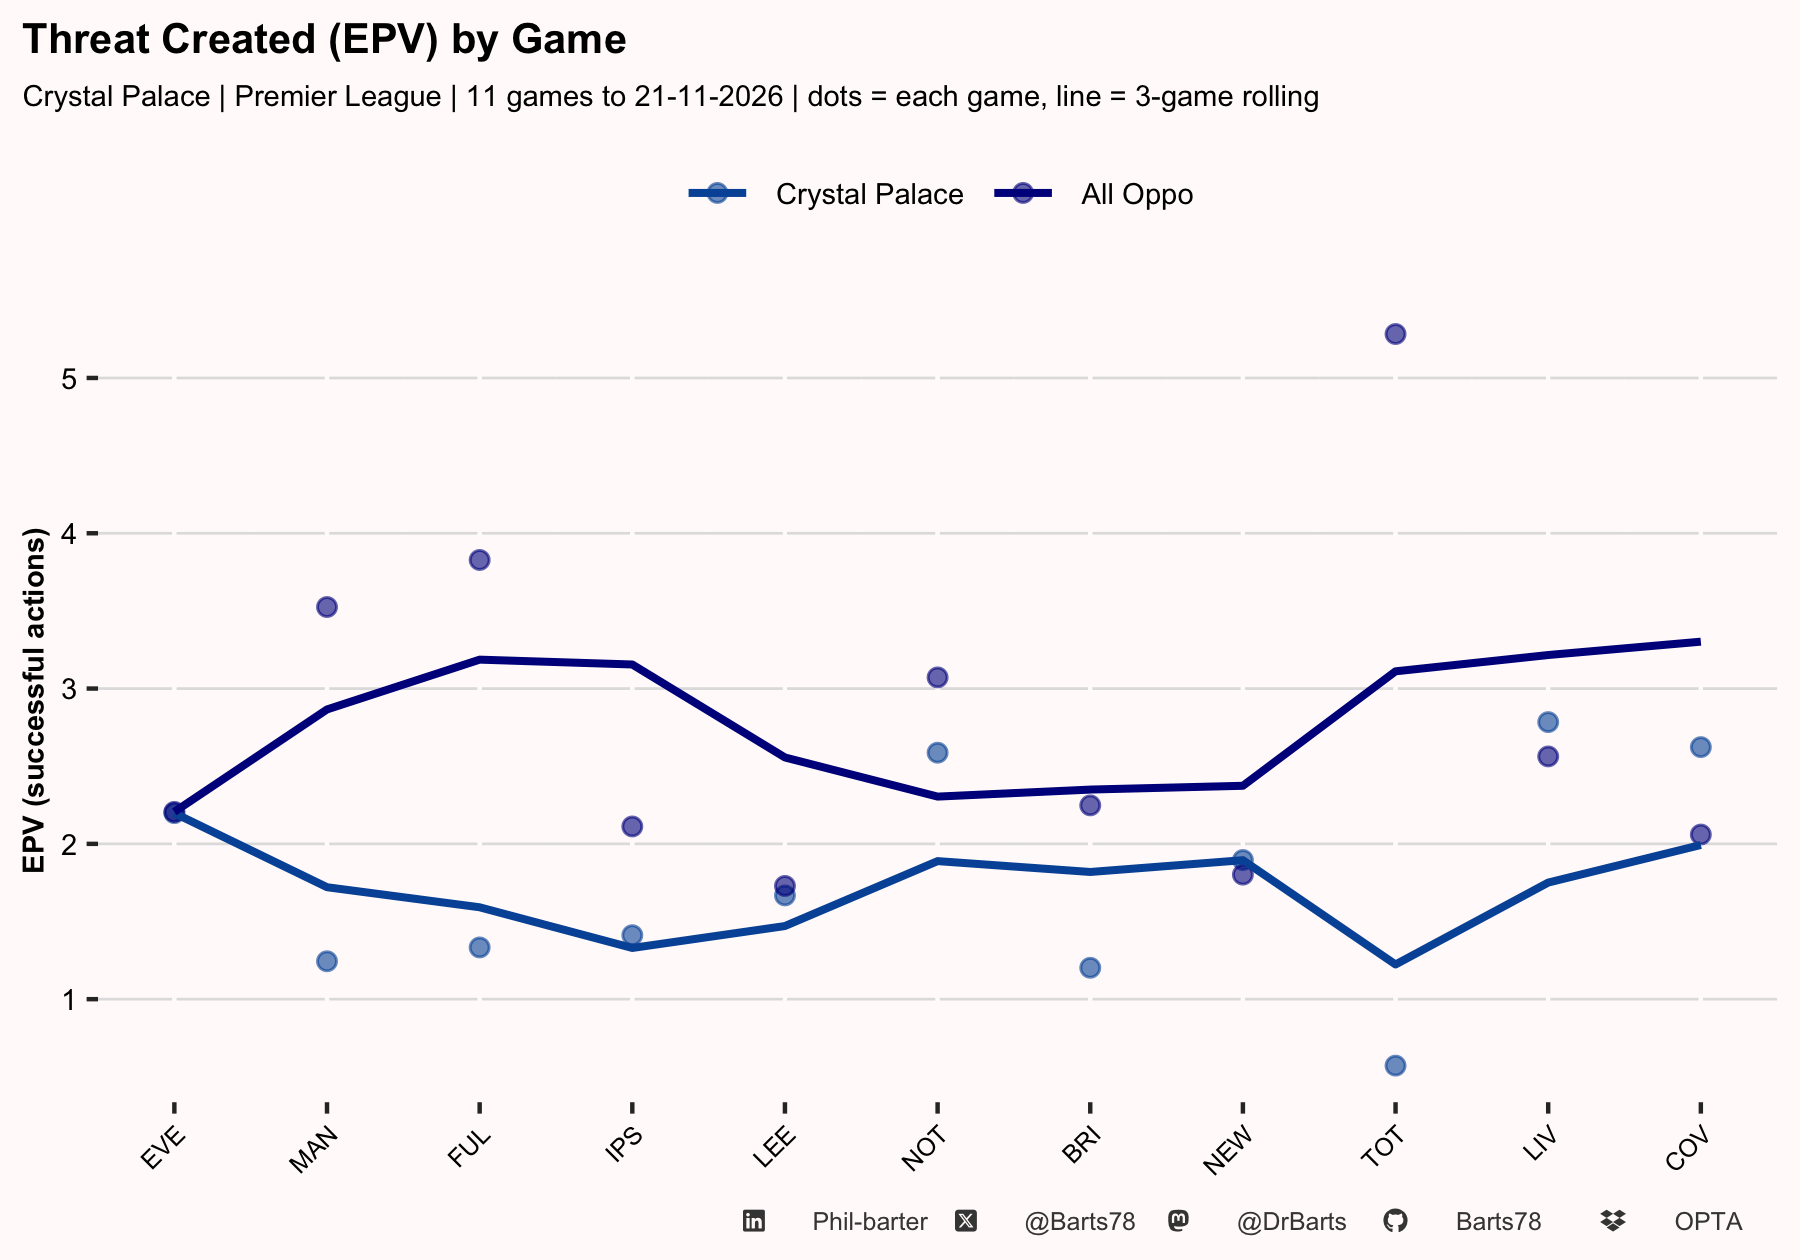 Threat Created (EPV) by Game
Crystal Palace | Premier League | 11 games to 21-11-2026 | dots = each game, line = 3-game rolling
Crystal Palace All Oppo
EPV (successful actions)
5
4
3
2
1
EVE MAN FUL IPS LEE NOT BRI NEW TOT LIV COV
Phil-barter @Barts78 @DrBarts Barts78 OPTA